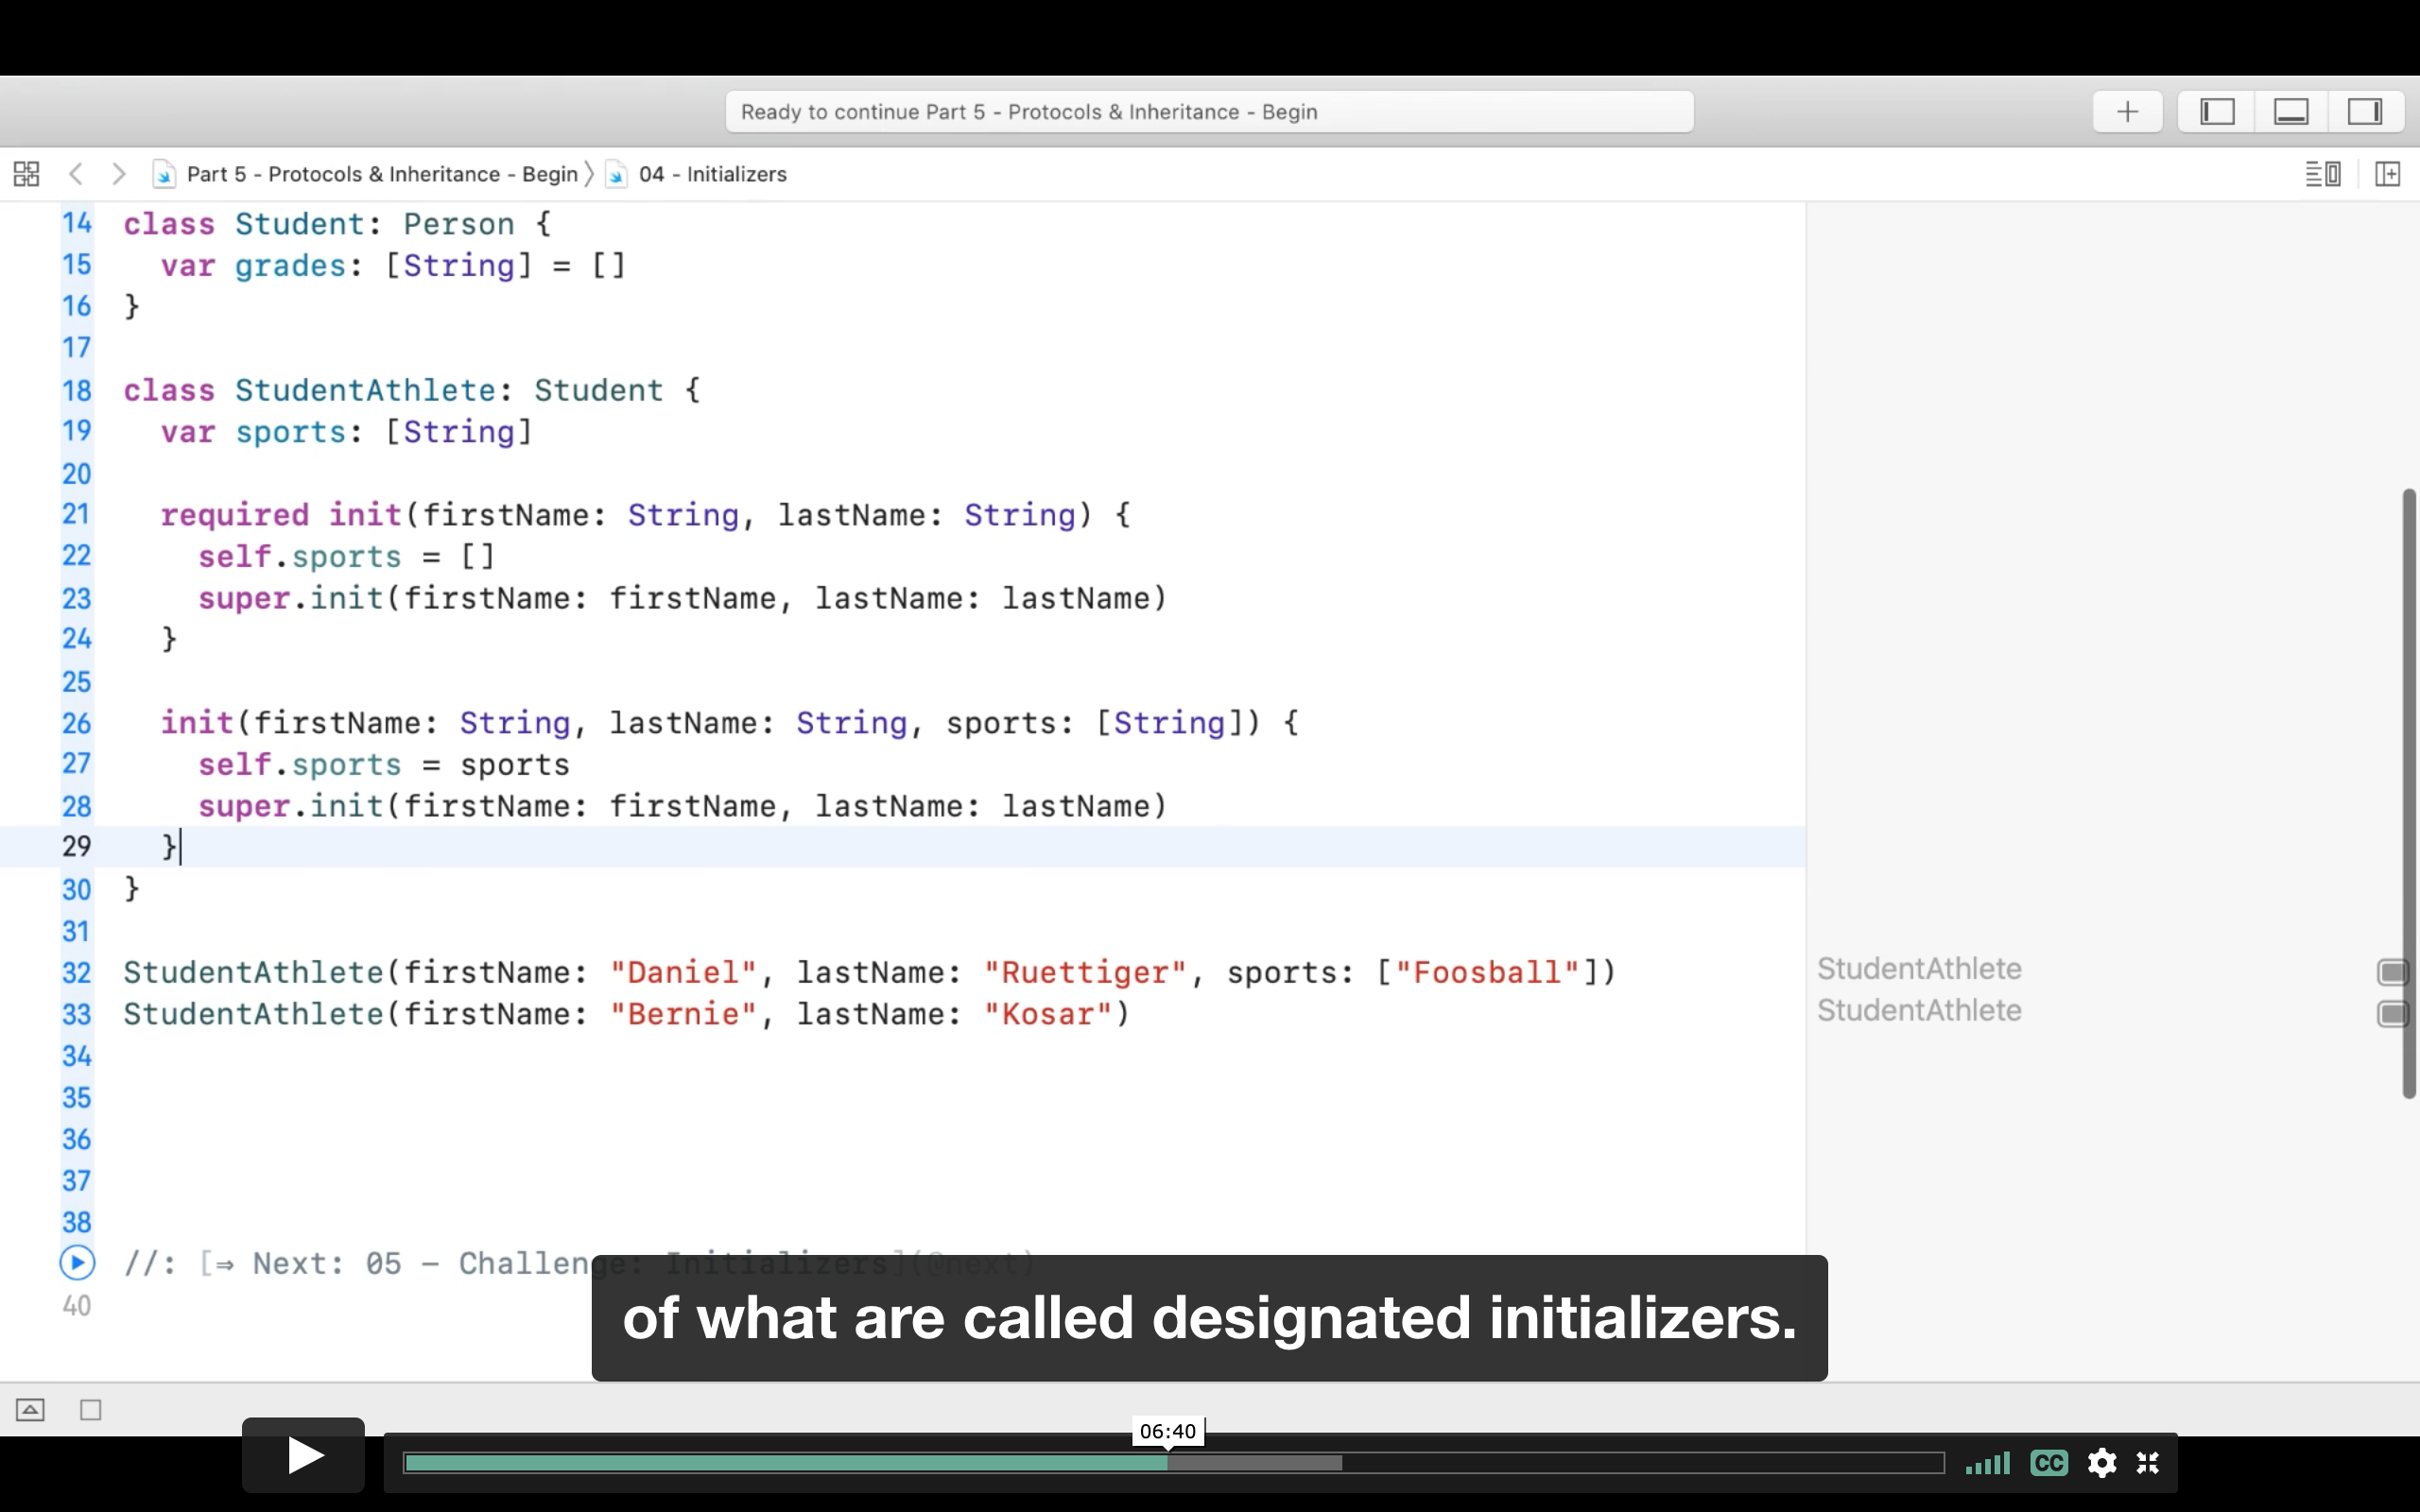 Ready to continue Part 5 - Protocols & Inheritance - Begin
Part 5 - Protocols & Inheritance - Begin 04 - Initializers
14 class Student: Person {
15 var grades: [String] = []
16 }
17
18 class StudentAthlete: Student {
19 var sports: [String]
20
21 required init(firstName: String, lastName: String) {
22 self.sports = []
23 super.init(firstName: firstName, lastName: lastName)
24 }
25
26 init(firstName: String, lastName: String, sports: [String]) {
27 self.sports = sports
28 super.init(firstName: firstName, lastName: lastName)
29 }
30 }
31
32 StudentAthlete(firstName: "Daniel", lastName: "Ruettiger", sports: ["Foosball"]) StudentAthlete
33 StudentAthlete(firstName: "Bernie", lastName: "Kosar") StudentAthlete
34
35
36
37
38
//: [⇒ Next: 05 – Challenge: Initializers](@next)
40
of what are called designated initializers.
06:40
CC